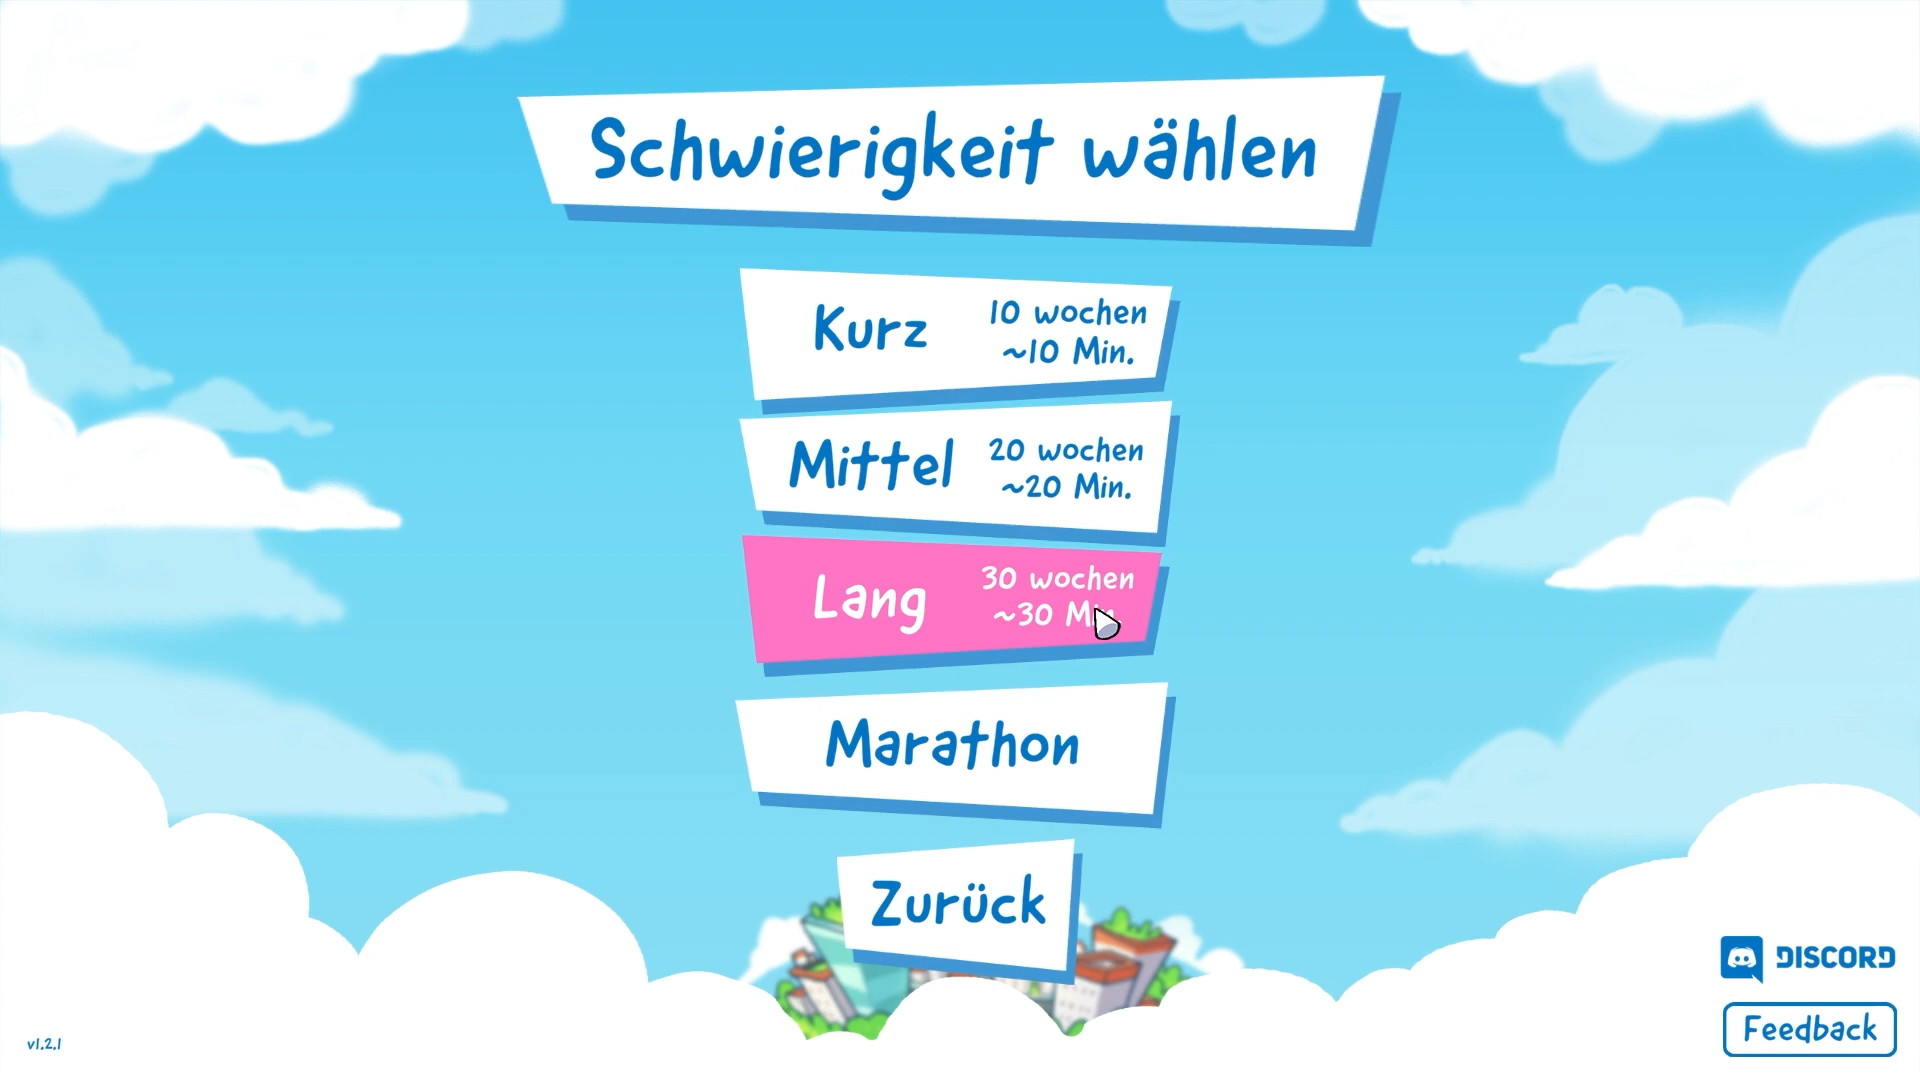 Schwierigkeit wählen
Kurz
10 wochen
~10 Min.
Mittel
20 wochen
~20 Min.
Lang
30 wochen
~30
Marathon
Zurück
DISCORD
Feedback
v1.2.1